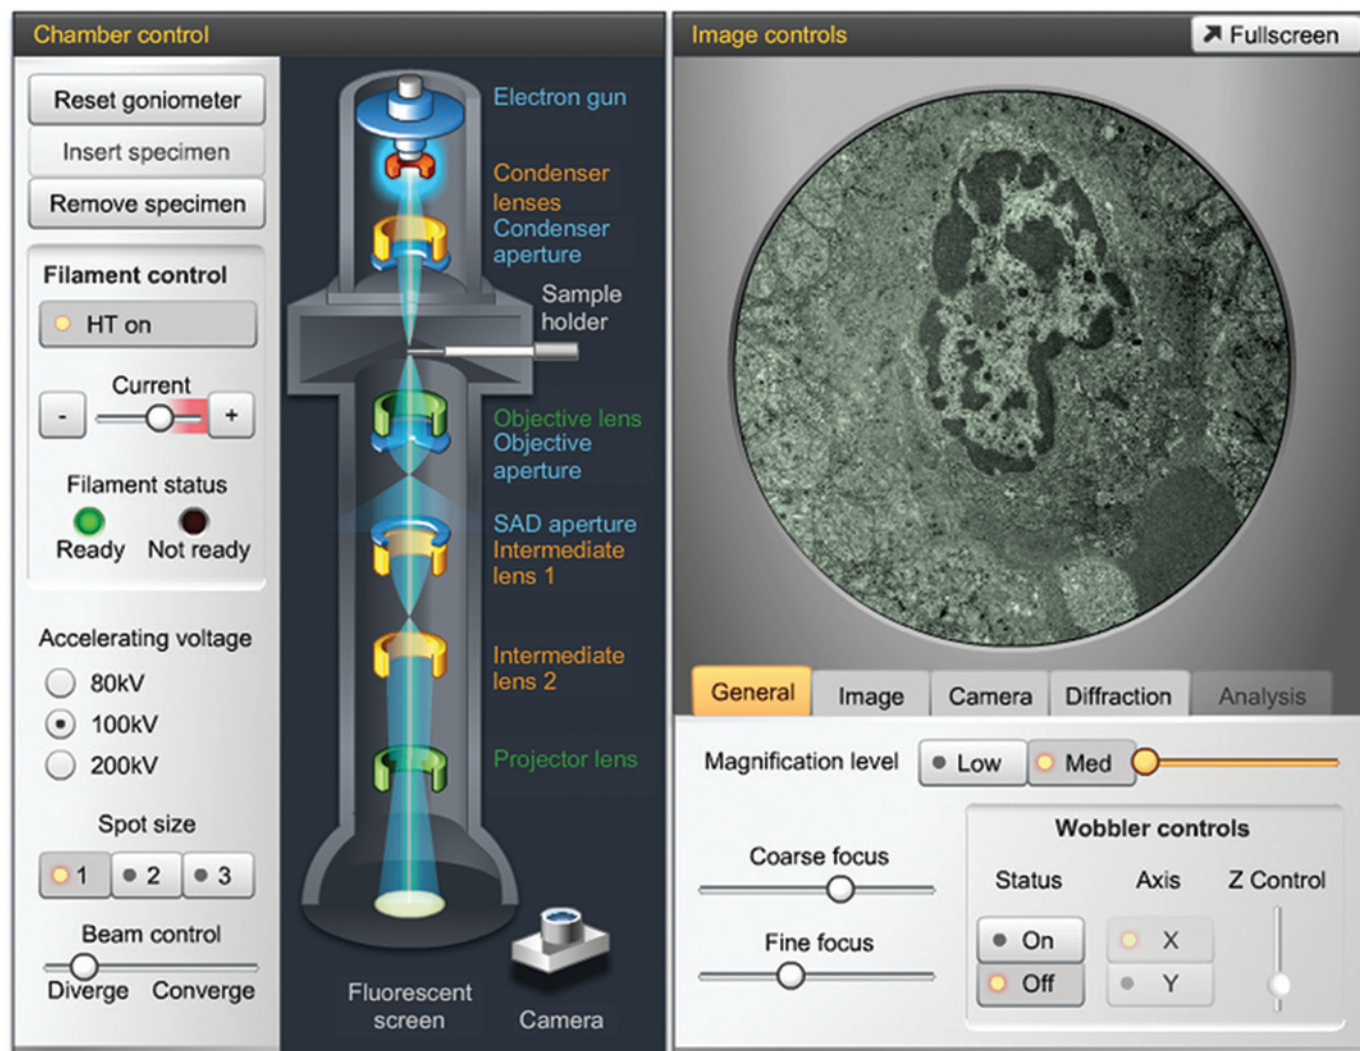 Chamber control
Reset goniometer
Insert specimen
Remove specimen
Filament control
HT on
Current
- +
Filament status
Ready Not ready
Accelerating voltage
80kV
100kV
200kV
Spot size
1 2 3
Beam control
Diverge Converge
Electron gun
Condenser
lenses
Condenser
aperture
Sample
holder
Objective lens
Objective
aperture
SAD aperture
Intermediate
lens 1
Intermediate
lens 2
Projector lens
Fluorescent
screen
Camera
Image controls
Fullscreen
General Image Camera Diffraction Analysis
Magnification level Low Med
Coarse focus
Fine focus
Wobbler controls
Status Axis Z Control
On X
Off Y